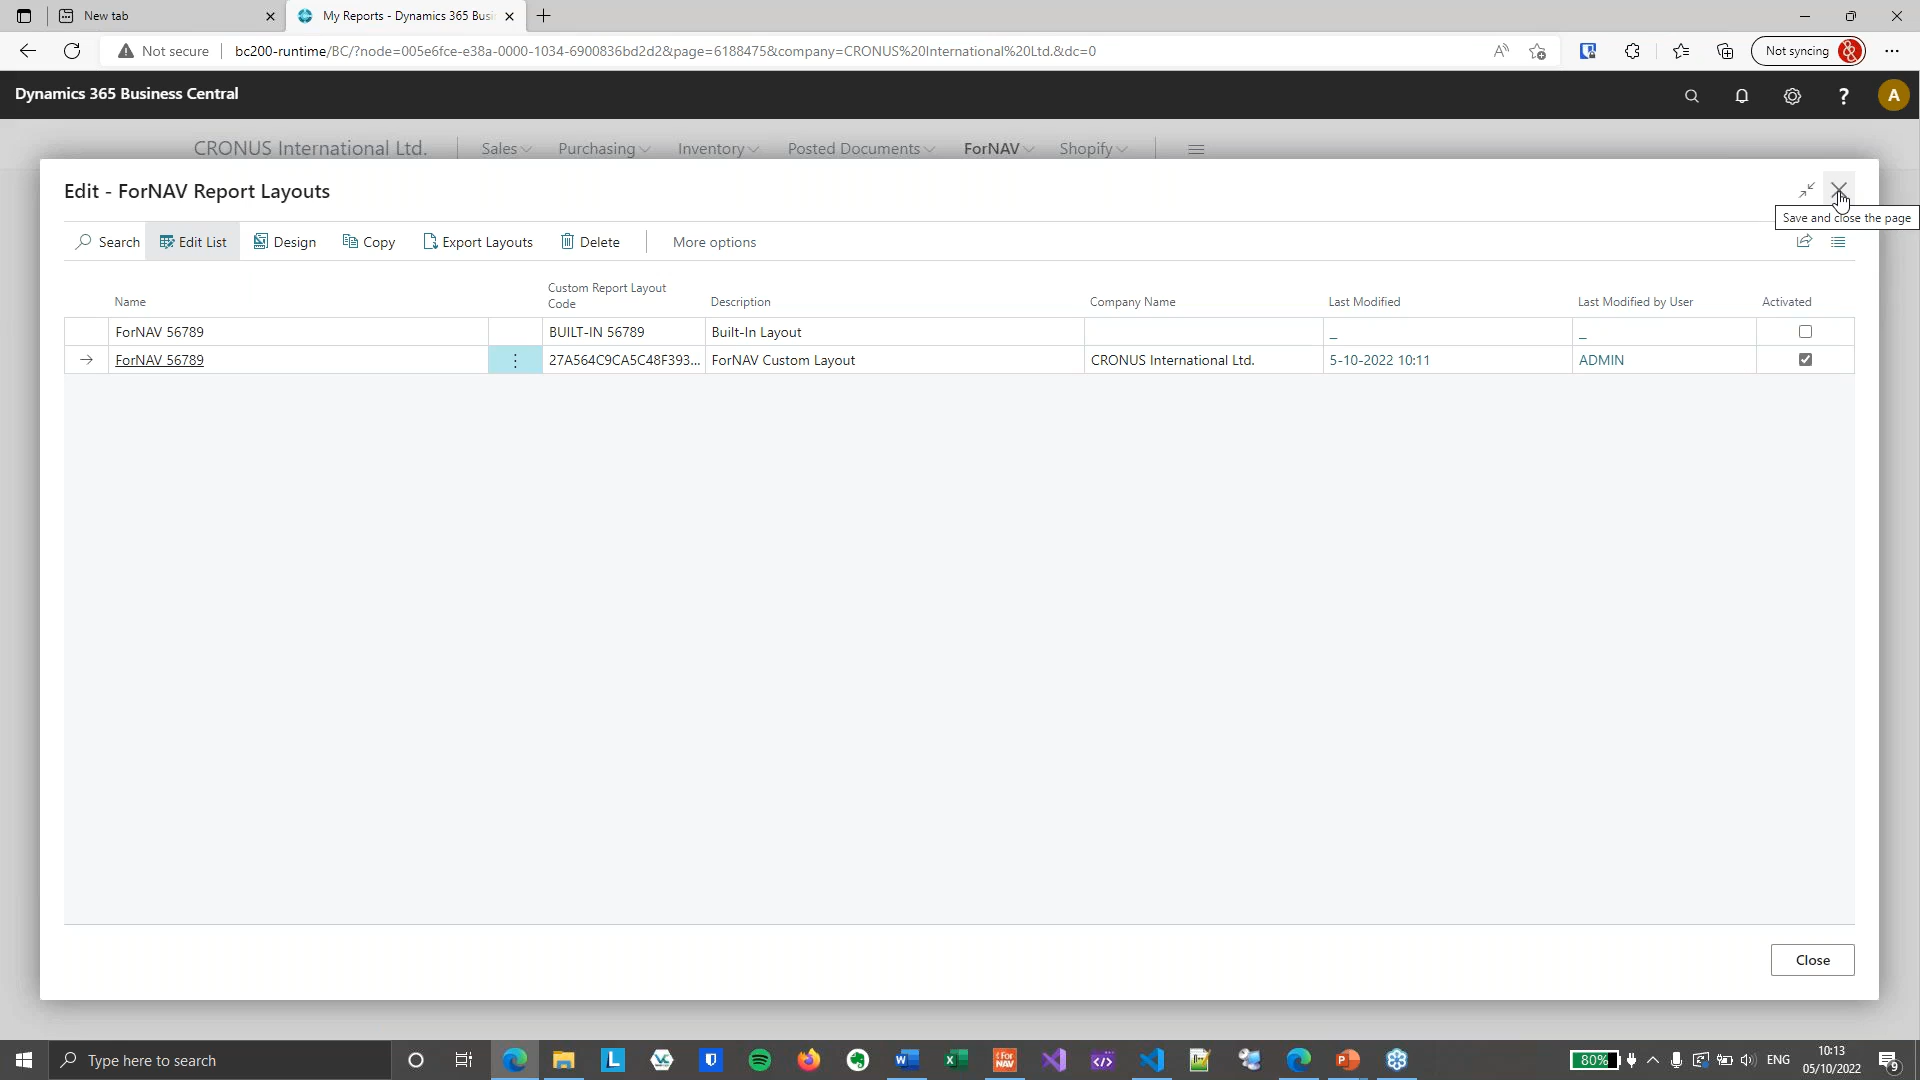 New tab
My Reports - Dynamics 365 Busi
Not secure
bc200-runtime/BC/?node=005e6fce-e38a-0000-1034-6900836bd2d2&page=6188475&company=CRONUS%20International%20Ltd.&dc=0
Not syncing
Dynamics 365 Business Central
?
A
CRONUS International Ltd.
Sales
Purchasing
Inventory
Posted Documents
ForNAV
Shopify
Edit - ForNAV Report Layouts
Save and close the page
Search
Edit List
Design
Copy
Export Layouts
Delete
More options
Name
Custom Report Layout Code
Description
Company Name
Last Modified
Last Modified by User
Activated
ForNAV 56789
BUILT-IN 56789
Built-In Layout
_
_
ForNAV 56789
27A564C9CA5C48F393...
ForNAV Custom Layout
CRONUS International Ltd.
5-10-2022 10:11
ADMIN
Close
Type here to search
80%
ENG
10:13
05/10/2022
9